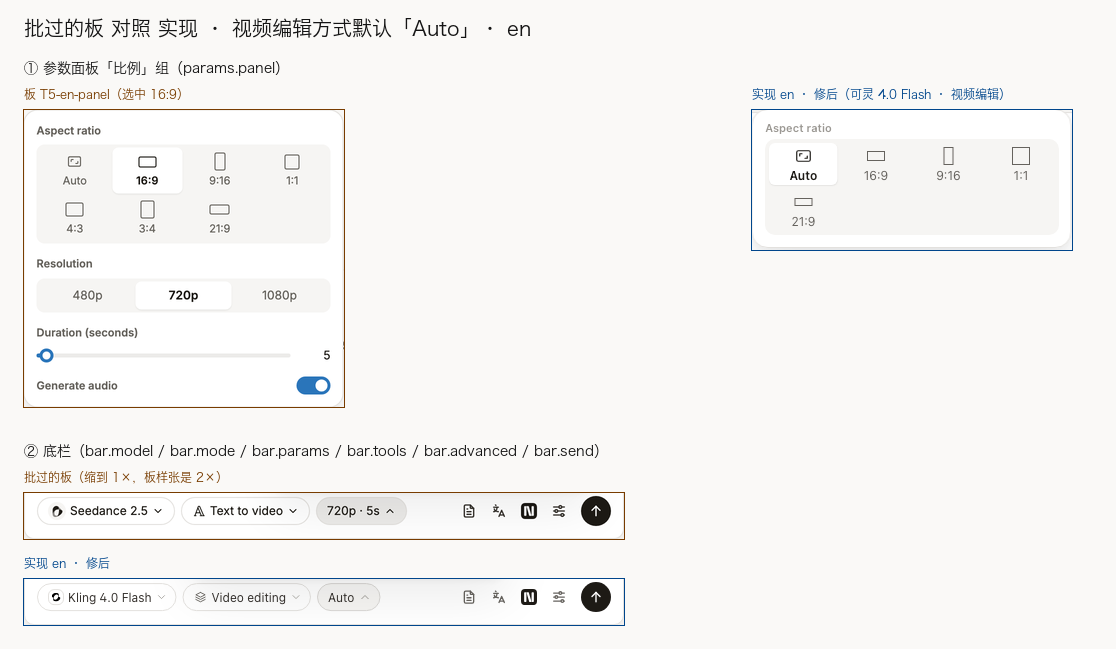 批过的板 对照 实现 · 视频编辑方式默认「Auto」· en
① 参数面板「比例」组（params.panel）
板 T5-en-panel（选中 16:9）
实现 en · 修后（可灵 4.0 Flash · 视频编辑）
Aspect ratio
Auto 16:9 9:16 1:1
4:3 3:4 21:9
Resolution
480p 720p 1080p
Duration (seconds)
5
Generate audio
Aspect ratio
Auto 16:9 9:16 1:1
21:9
② 底栏（bar.model / bar.mode / bar.params / bar.tools / bar.advanced / bar.send）
批过的板（缩到 1×，板样张是 2×）
Seedance 2.5 Text to video 720p · 5s
实现 en · 修后
Kling 4.0 Flash Video editing Auto